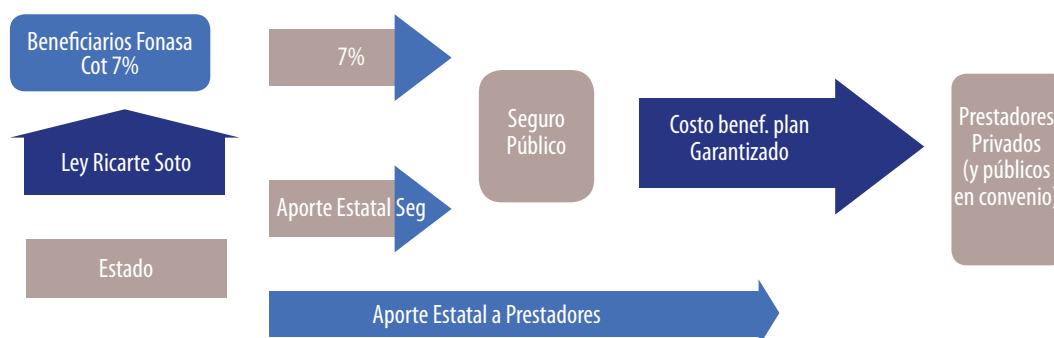 Beneficiarios Fonasa
Cot 7%
Ley Ricarte Soto
Estado
7%
Aporte Estatal Seg
Aporte Estatal a Prestadores
Seguro
Público
Costo benef. plan
Garantizado
Prestadores
Privados
(y públicos
en convenio)